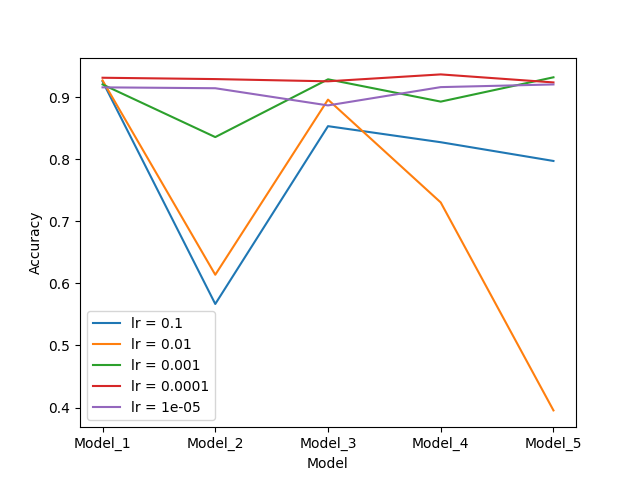 0.9
0.8
0.7
0.6
0.5
0.4
Accuracy
lr = 0.1
lr = 0.01
lr = 0.001
lr = 0.0001
lr = 1e-05
Model_1 Model_2 Model_3 Model_4 Model_5
Model